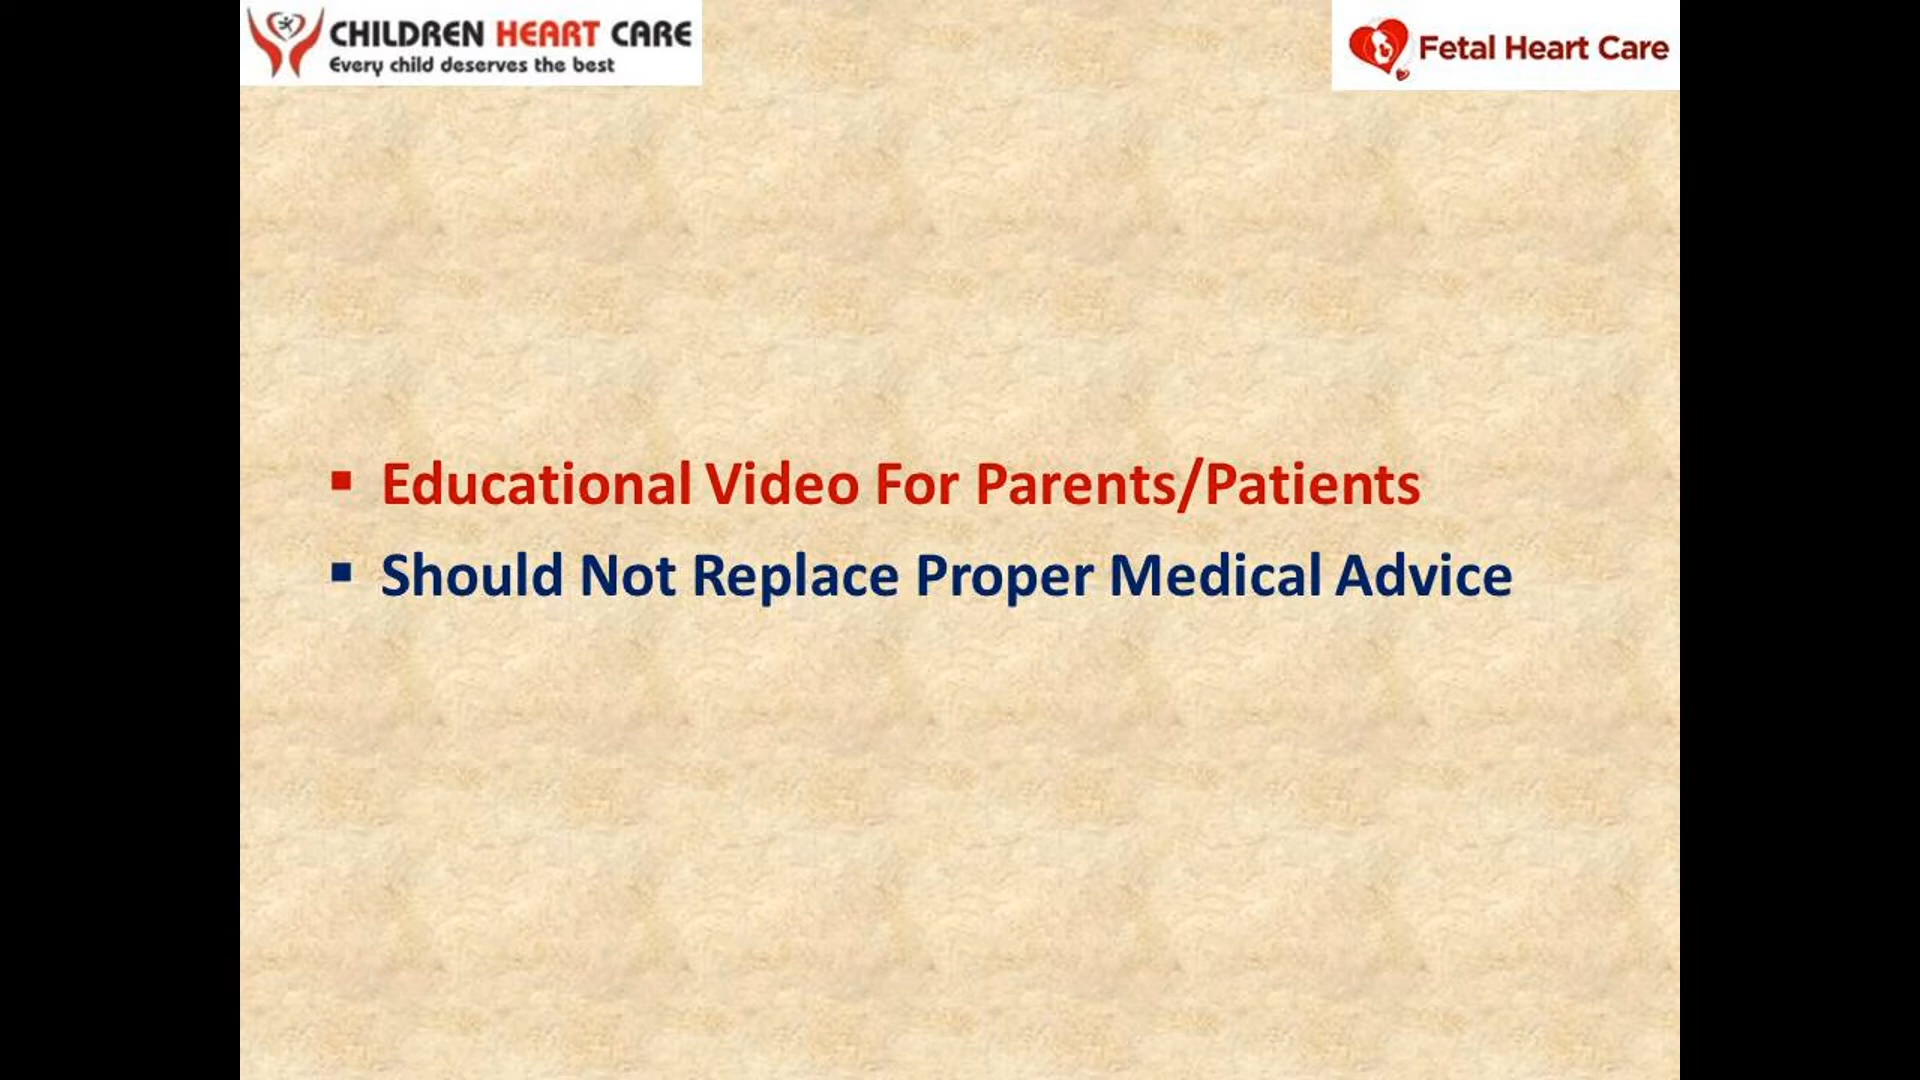 CHILDREN HEART CARE
Every child deserves the best
Fetal Heart Care
▪ Educational Video For Parents/Patients
▪ Should Not Replace Proper Medical Advice